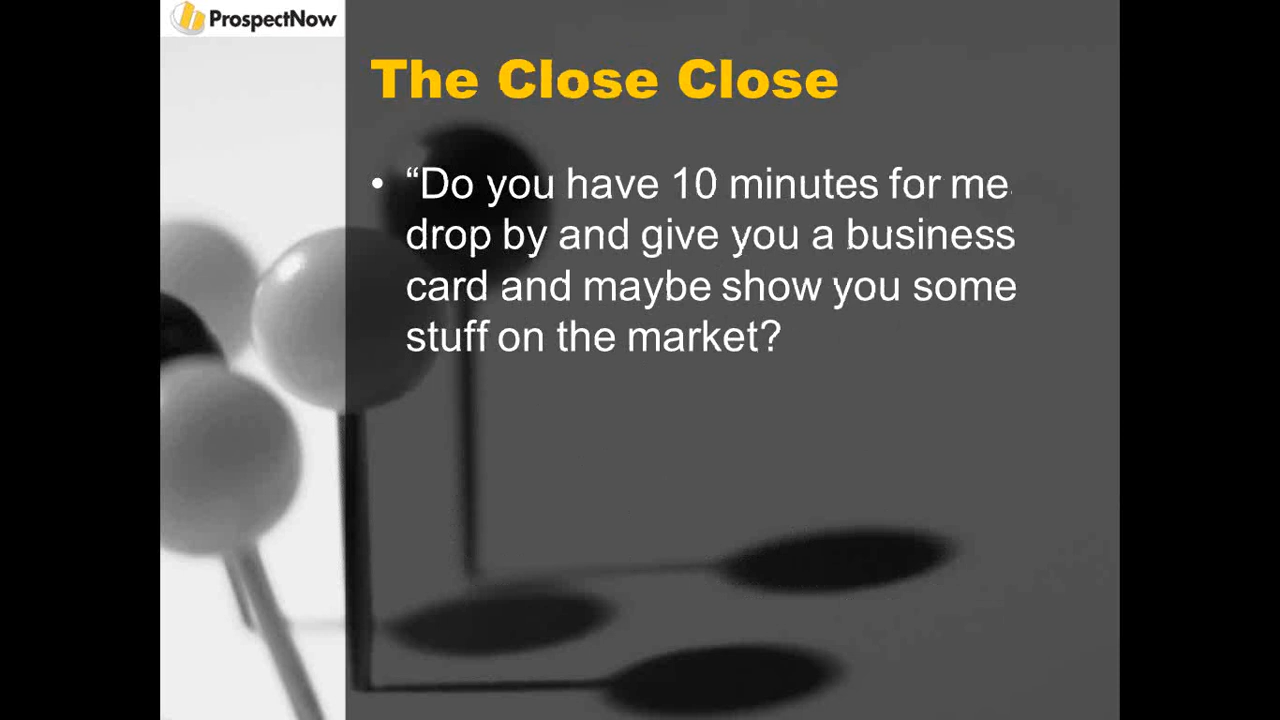 ProspectNow
The Close Close
• “Do you have 10 minutes for me
drop by and give you a business
card and maybe show you some
stuff on the market?